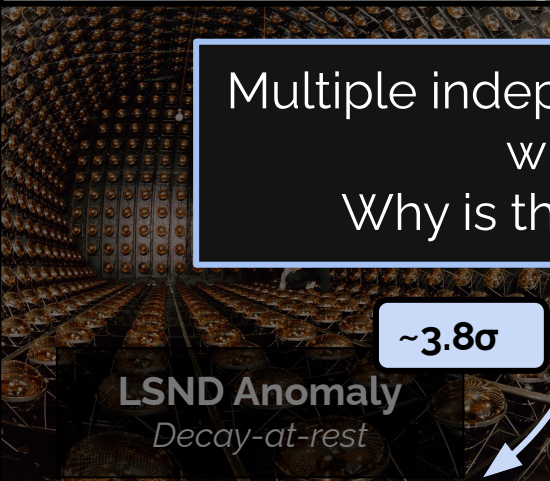 Multiple indep
w
Why is th
~3.8σ
LSND Anomaly
Decay-at-rest